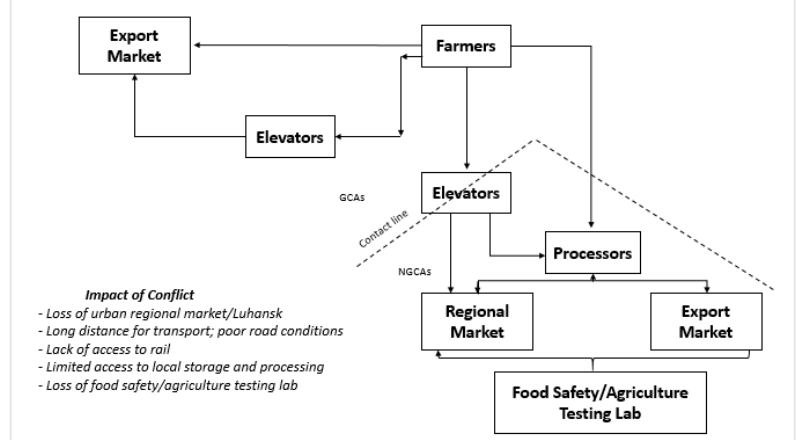 Export
Market
Farmers
Elevators
Elevators
GCAs
Contact line
Processors
NGCAs
Regional
Market
Export
Market
Impact of Conflict
- Loss of urban regional market/Luhansk
- Long distance for transport; poor road conditions
- Lack of access to rail
- Limited access to local storage and processing
- Loss of food safety/agriculture testing lab
Food Safety/Agriculture
Testing Lab